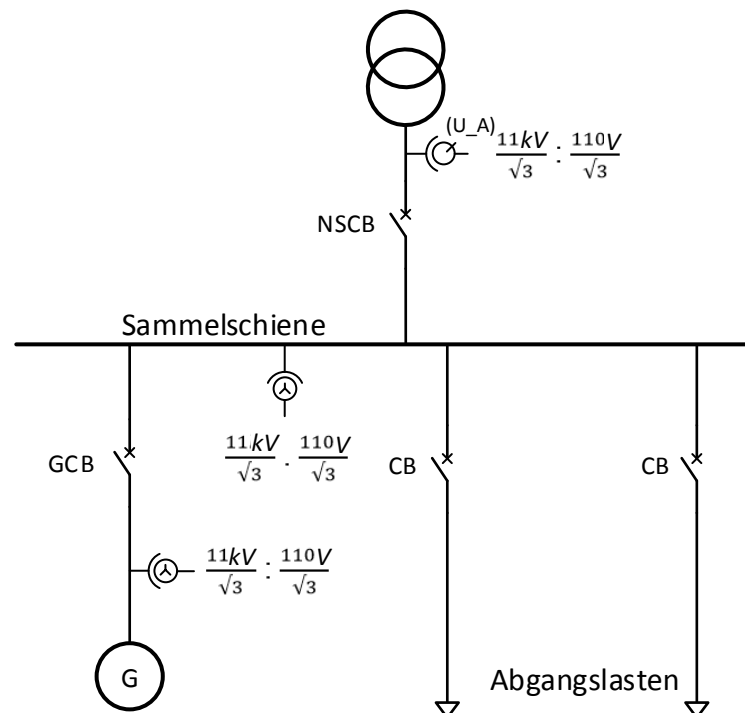 (U_A)
11kV/√3 : 110V/√3
NSCB
Sammelschiene
11kV/√3 . 110V/√3
GCB
CB
CB
11kV/√3 : 110V/√3
G
Abgangslasten